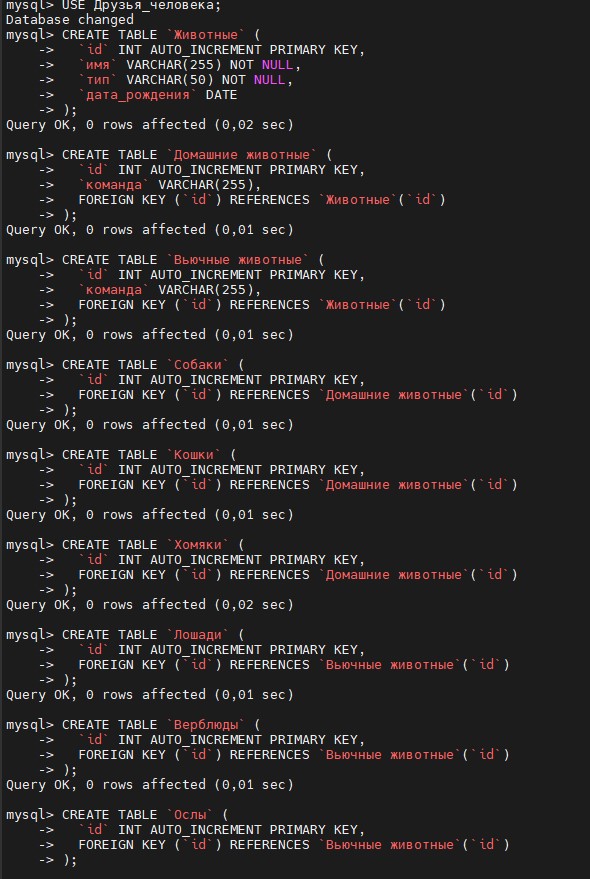 mysql> USE Друзья_человека;
Database changed
mysql> CREATE TABLE `Животные` (
    ->   `id` INT AUTO_INCREMENT PRIMARY KEY,
    ->   `имя` VARCHAR(255) NOT NULL,
    ->   `тип` VARCHAR(50) NOT NULL,
    ->   `дата_рождения` DATE
    -> );
Query OK, 0 rows affected (0,02 sec)

mysql> CREATE TABLE `Домашние животные` (
    ->   `id` INT AUTO_INCREMENT PRIMARY KEY,
    ->   `команда` VARCHAR(255),
    ->   FOREIGN KEY (`id`) REFERENCES `Животные`(`id`)
    -> );
Query OK, 0 rows affected (0,01 sec)

mysql> CREATE TABLE `Вьючные животные` (
    ->   `id` INT AUTO_INCREMENT PRIMARY KEY,
    ->   `команда` VARCHAR(255),
    ->   FOREIGN KEY (`id`) REFERENCES `Животные`(`id`)
    -> );
Query OK, 0 rows affected (0,01 sec)

mysql> CREATE TABLE `Собаки` (
    ->   `id` INT AUTO_INCREMENT PRIMARY KEY,
    ->   FOREIGN KEY (`id`) REFERENCES `Домашние животные`(`id`)
    -> );
Query OK, 0 rows affected (0,01 sec)

mysql> CREATE TABLE `Кошки` (
    ->   `id` INT AUTO_INCREMENT PRIMARY KEY,
    ->   FOREIGN KEY (`id`) REFERENCES `Домашние животные`(`id`)
    -> );
Query OK, 0 rows affected (0,01 sec)

mysql> CREATE TABLE `Хомяки` (
    ->   `id` INT AUTO_INCREMENT PRIMARY KEY,
    ->   FOREIGN KEY (`id`) REFERENCES `Домашние животные`(`id`)
    -> );
Query OK, 0 rows affected (0,02 sec)

mysql> CREATE TABLE `Лошади` (
    ->   `id` INT AUTO_INCREMENT PRIMARY KEY,
    ->   FOREIGN KEY (`id`) REFERENCES `Вьючные животные`(`id`)
    -> );
Query OK, 0 rows affected (0,01 sec)

mysql> CREATE TABLE `Верблюды` (
    ->   `id` INT AUTO_INCREMENT PRIMARY KEY,
    ->   FOREIGN KEY (`id`) REFERENCES `Вьючные животные`(`id`)
    -> );
Query OK, 0 rows affected (0,01 sec)

mysql> CREATE TABLE `Ослы` (
    ->   `id` INT AUTO_INCREMENT PRIMARY KEY,
    ->   FOREIGN KEY (`id`) REFERENCES `Вьючные животные`(`id`)
    -> );